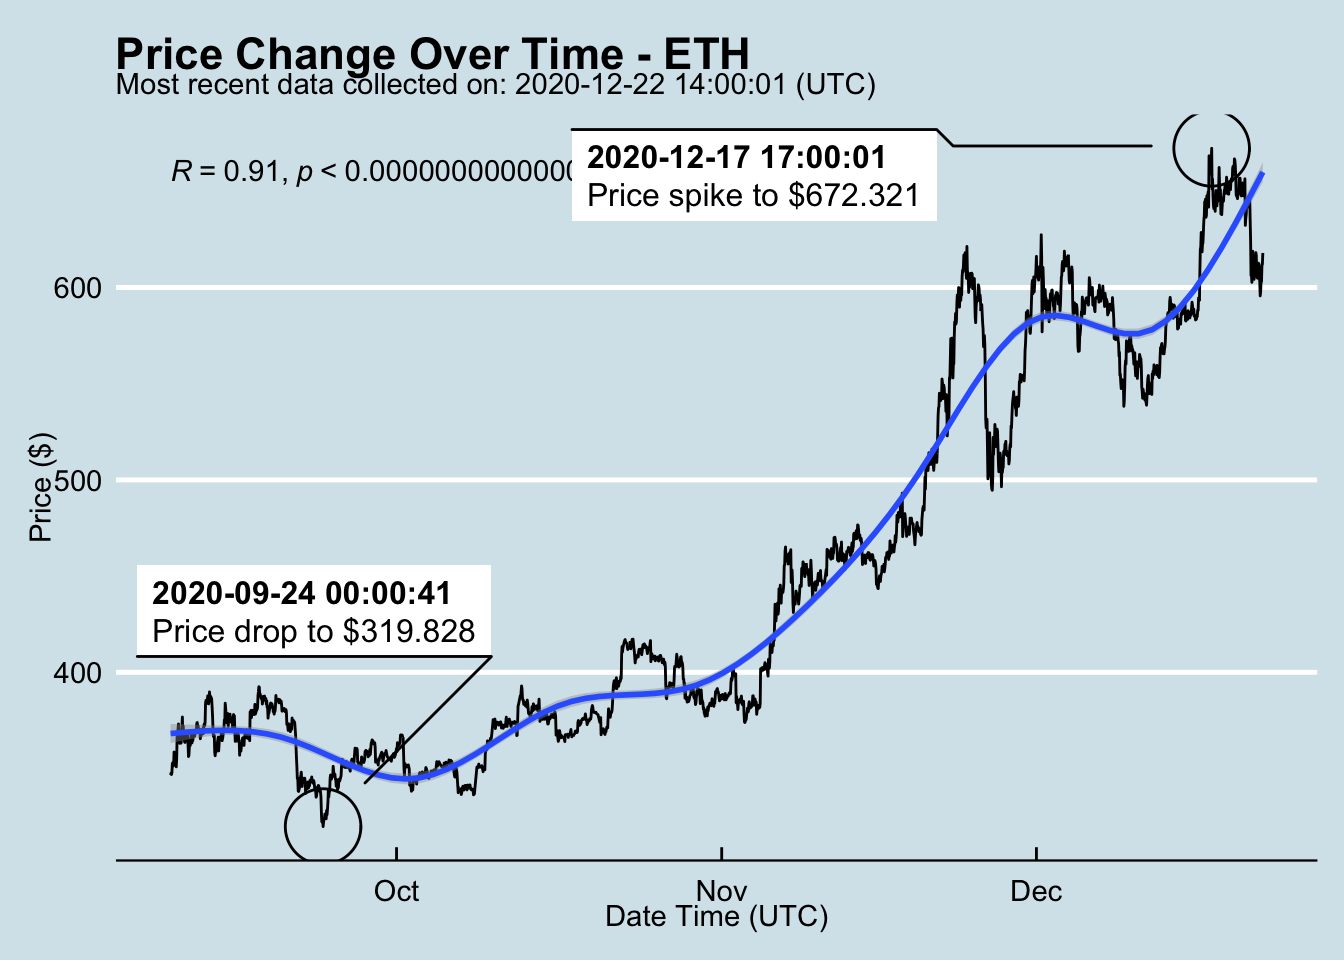 Price Change Over Time - ETH
Most recent data collected on: 2020-12-22 14:00:01 (UTC)
R = 0.91, p < 0.0000000000000
2020-12-17 17:00:01
Price spike to $672.321
600
500
400
Price ($)
2020-09-24 00:00:41
Price drop to $319.828
Oct
Nov
Dec
Date Time (UTC)